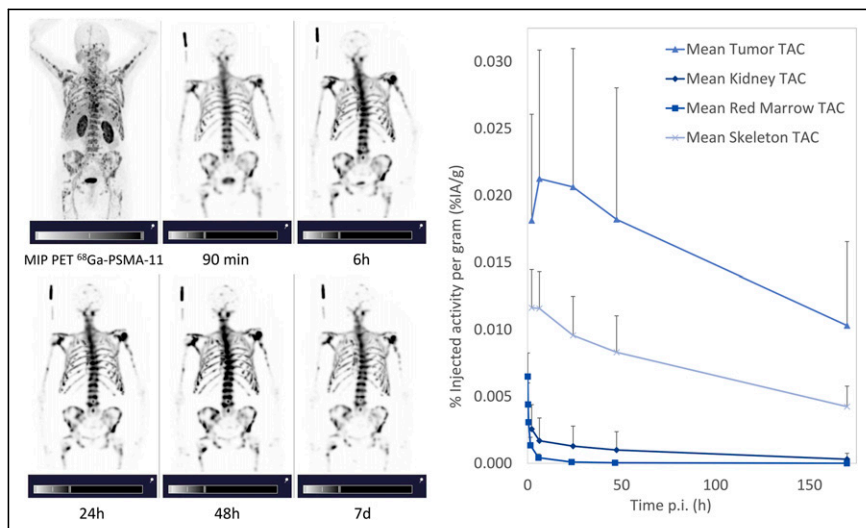 MIP PET ⁶⁸Ga-PSMA-11
90 min
6h
24h
48h
7d
% Injected activity per gram (%IA/g)
0.030
0.025
0.020
0.015
0.010
0.005
0.000
0
50
100
150
Time p.i. (h)
Mean Tumor TAC
Mean Kidney TAC
Mean Red Marrow TAC
Mean Skeleton TAC